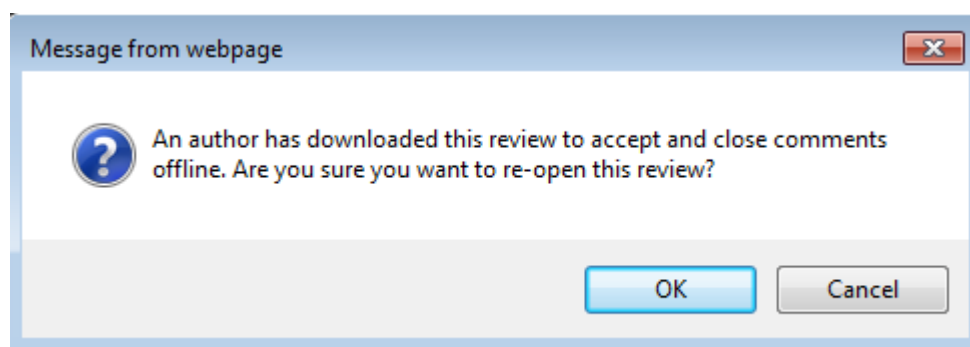 Message from webpage
An author has downloaded this review to accept and close comments
offline. Are you sure you want to re-open this review?
OK
Cancel